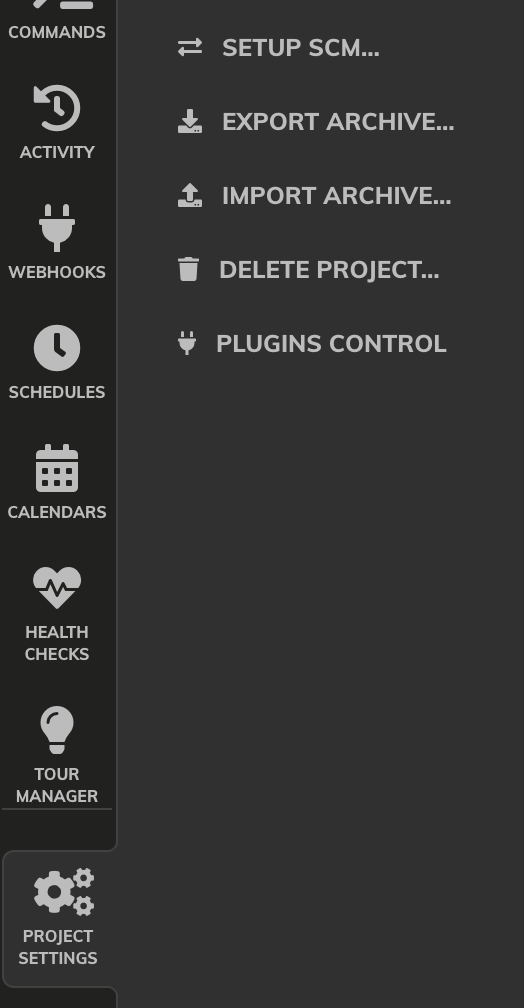 COMMANDS
ACTIVITY
WEBHOOKS
SCHEDULES
CALENDARS
HEALTH
CHECKS
TOUR
MANAGER
PROJECT
SETTINGS
SETUP SCM...
EXPORT ARCHIVE...
IMPORT ARCHIVE...
DELETE PROJECT...
PLUGINS CONTROL